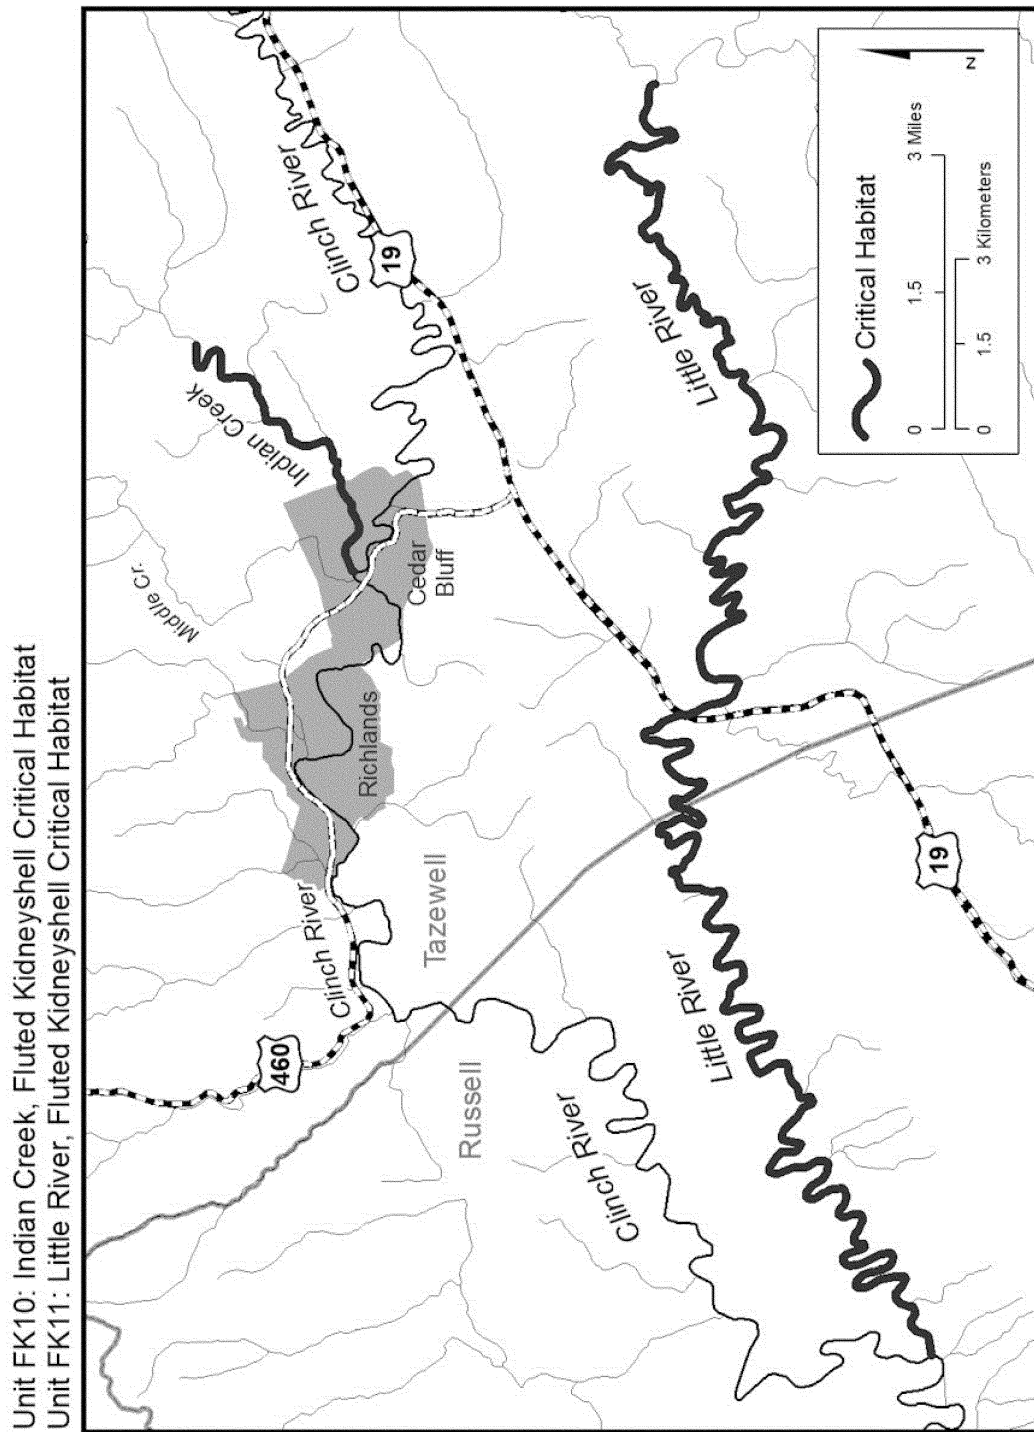 Unit FK10: Indian Creek, Fluted Kidneyshell Critical Habitat
Unit FK11: Little River, Fluted Kidneyshell Critical Habitat
460
Clinch River
Richlands
Middle Cr.
Cedar
Bluff
Indian Creek
Clinch River
19
Tazewell
Russell
Clinch River
Little River
Little River
19
Critical Habitat
0 1.5 3 Miles
0 1.5 3 Kilometers
N